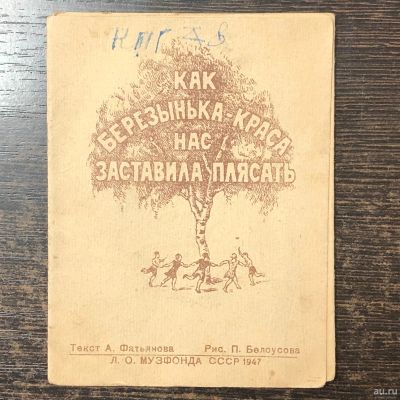 КАК
БЕРЕЗЫНЬКА-КРАСА
НАС
ЗАСТАВИЛА ПЛЯСАТЬ
Текст А. Фатьянова Рис. П. Белоусова
Л. О. МУЗФОНДА СССР 1947
au.ru